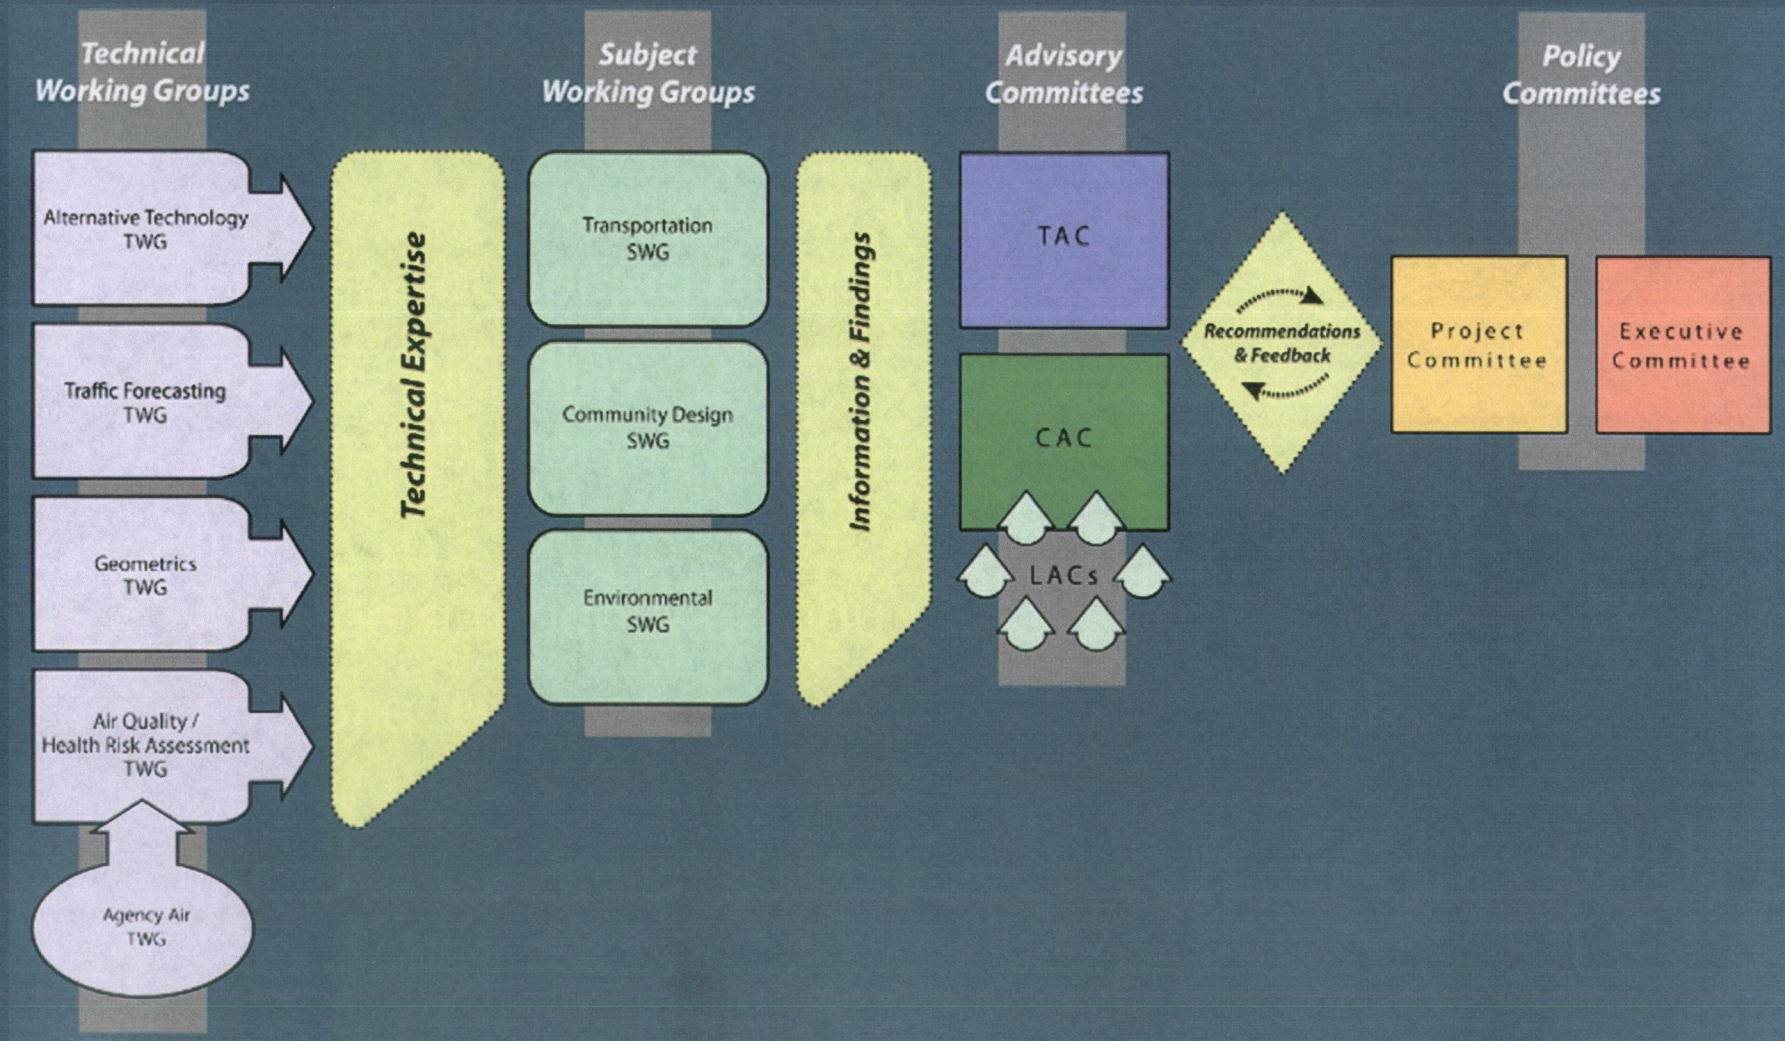 Technical
Working Groups
Subject
Working Groups
Advisory
Committees
Policy
Committees
Alternative Technology
TWG
Traffic Forecasting
TWG
Geometrics
TWG
Air Quality /
Health Risk Assessment
TWG
Agency Air
TWG
Technical Expertise
Transportation
SWG
Community Design
SWG
Environmental
SWG
Information & Findings
TAC
CAC
LACs
Recommendations
& Feedback
Project
Committee
Executive
Committee